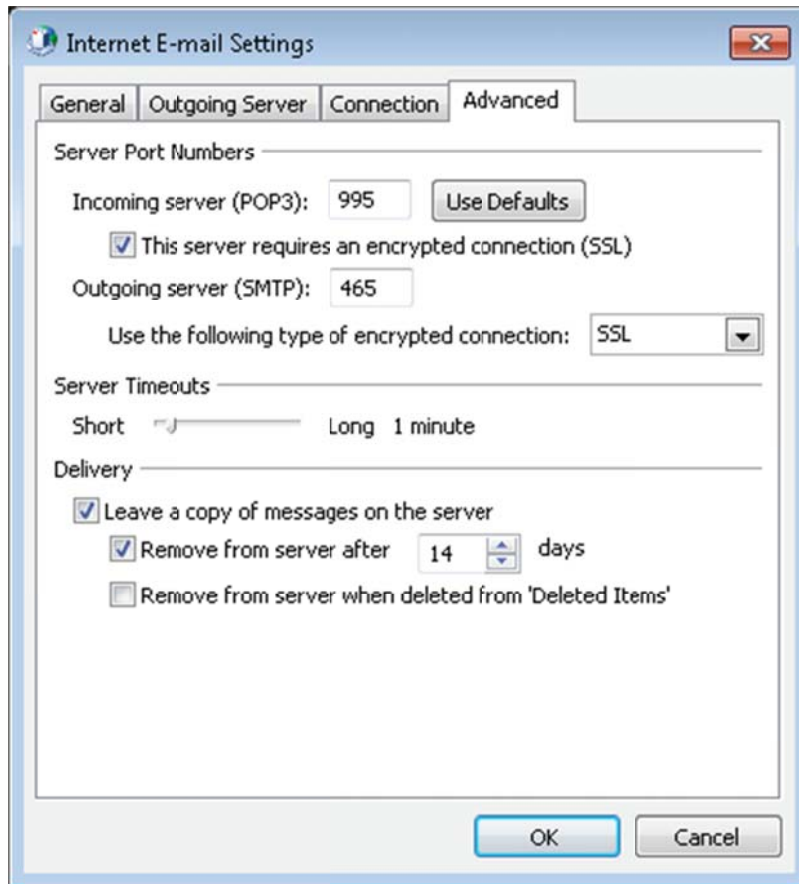 Internet E-mail Settings
General Outgoing Server Connection Advanced
Server Port Numbers
Incoming server (POP3): 995 Use Defaults
This server requires an encrypted connection (SSL)
Outgoing server (SMTP): 465
Use the following type of encrypted connection: SSL
Server Timeouts
Short Long 1 minute
Delivery
Leave a copy of messages on the server
Remove from server after 14 days
Remove from server when deleted from 'Deleted Items'
OK Cancel